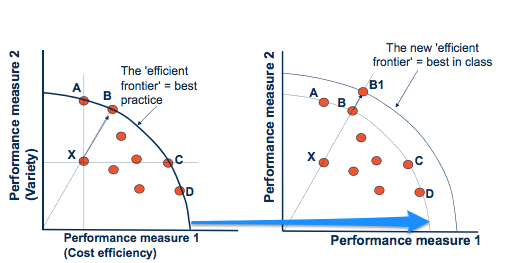 Performance measure 2
(Variety)
A
B
The 'efficient
frontier' = best
practice
X
C
D
Performance measure 1
(Cost efficiency)
Performance measure 2
The new 'efficient
frontier' = best in class
A
B
B1
X
C
D
Performance measure 1